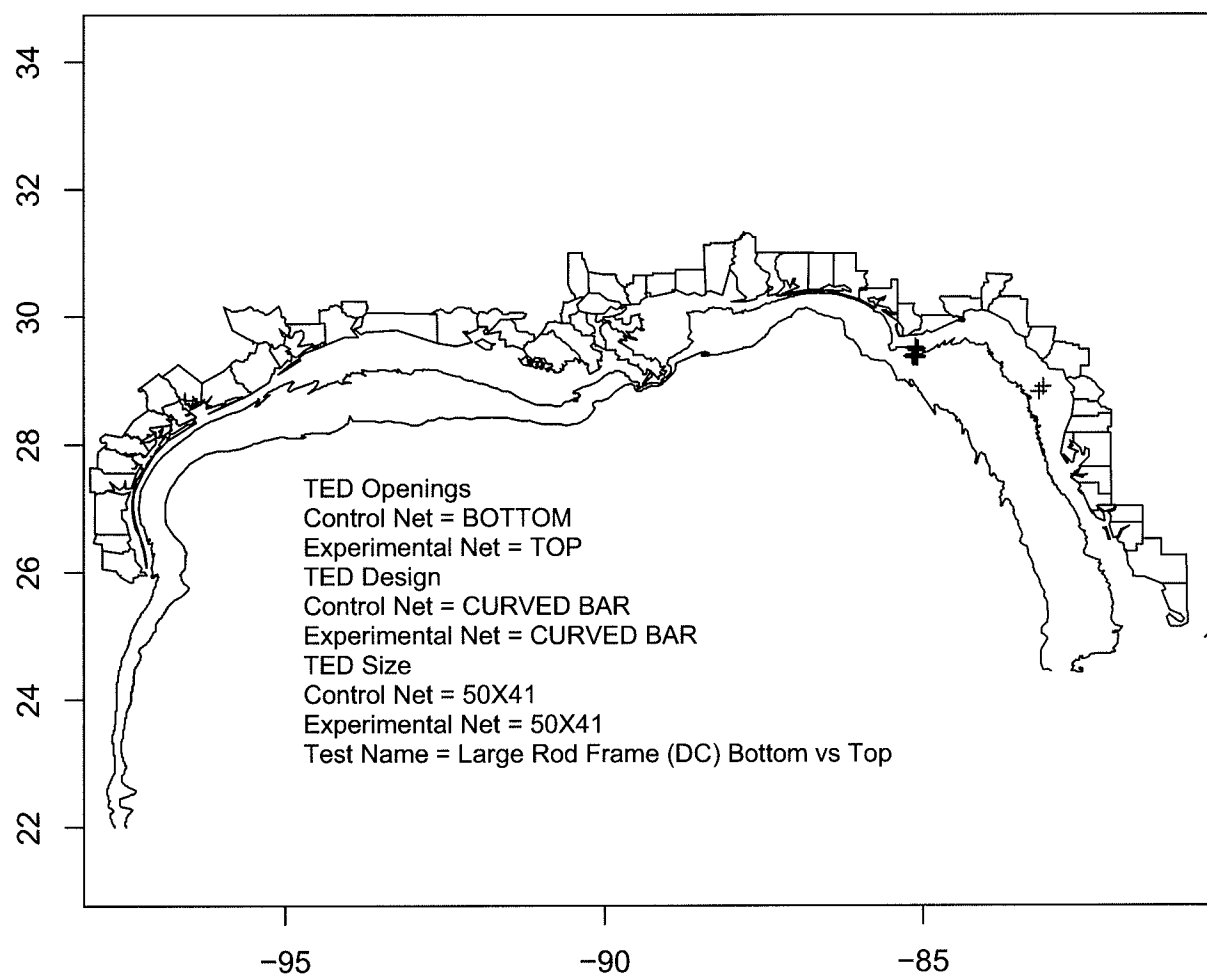 34
32
30
28
26
24
22
TED Openings
Control Net = BOTTOM
Experimental Net = TOP
TED Design
Control Net = CURVED BAR
Experimental Net = CURVED BAR
TED Size
Control Net = 50X41
Experimental Net = 50X41
Test Name = Large Rod Frame (DC) Bottom vs Top
−95
−90
−85